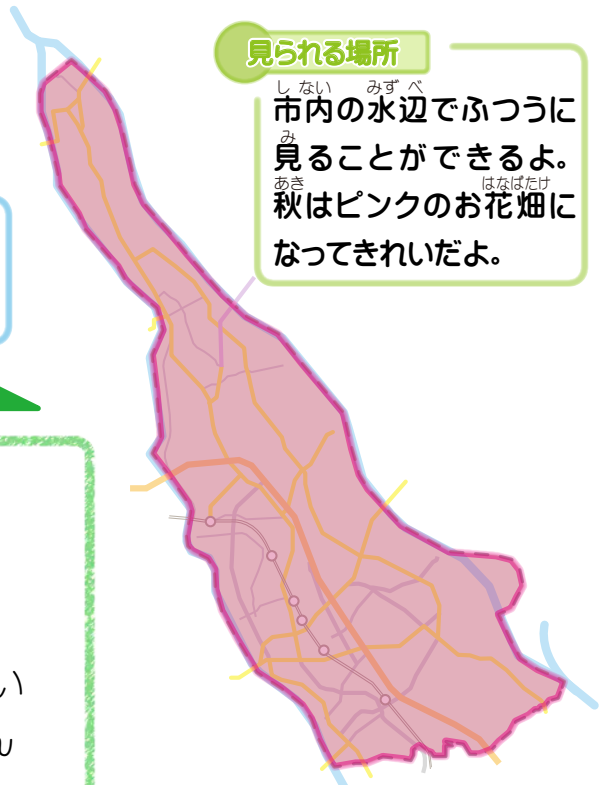 見られる場所
市内の水辺でふつうに
見ることができるよ。
秋はピンクのお花畑に
なってきれいだよ。
い